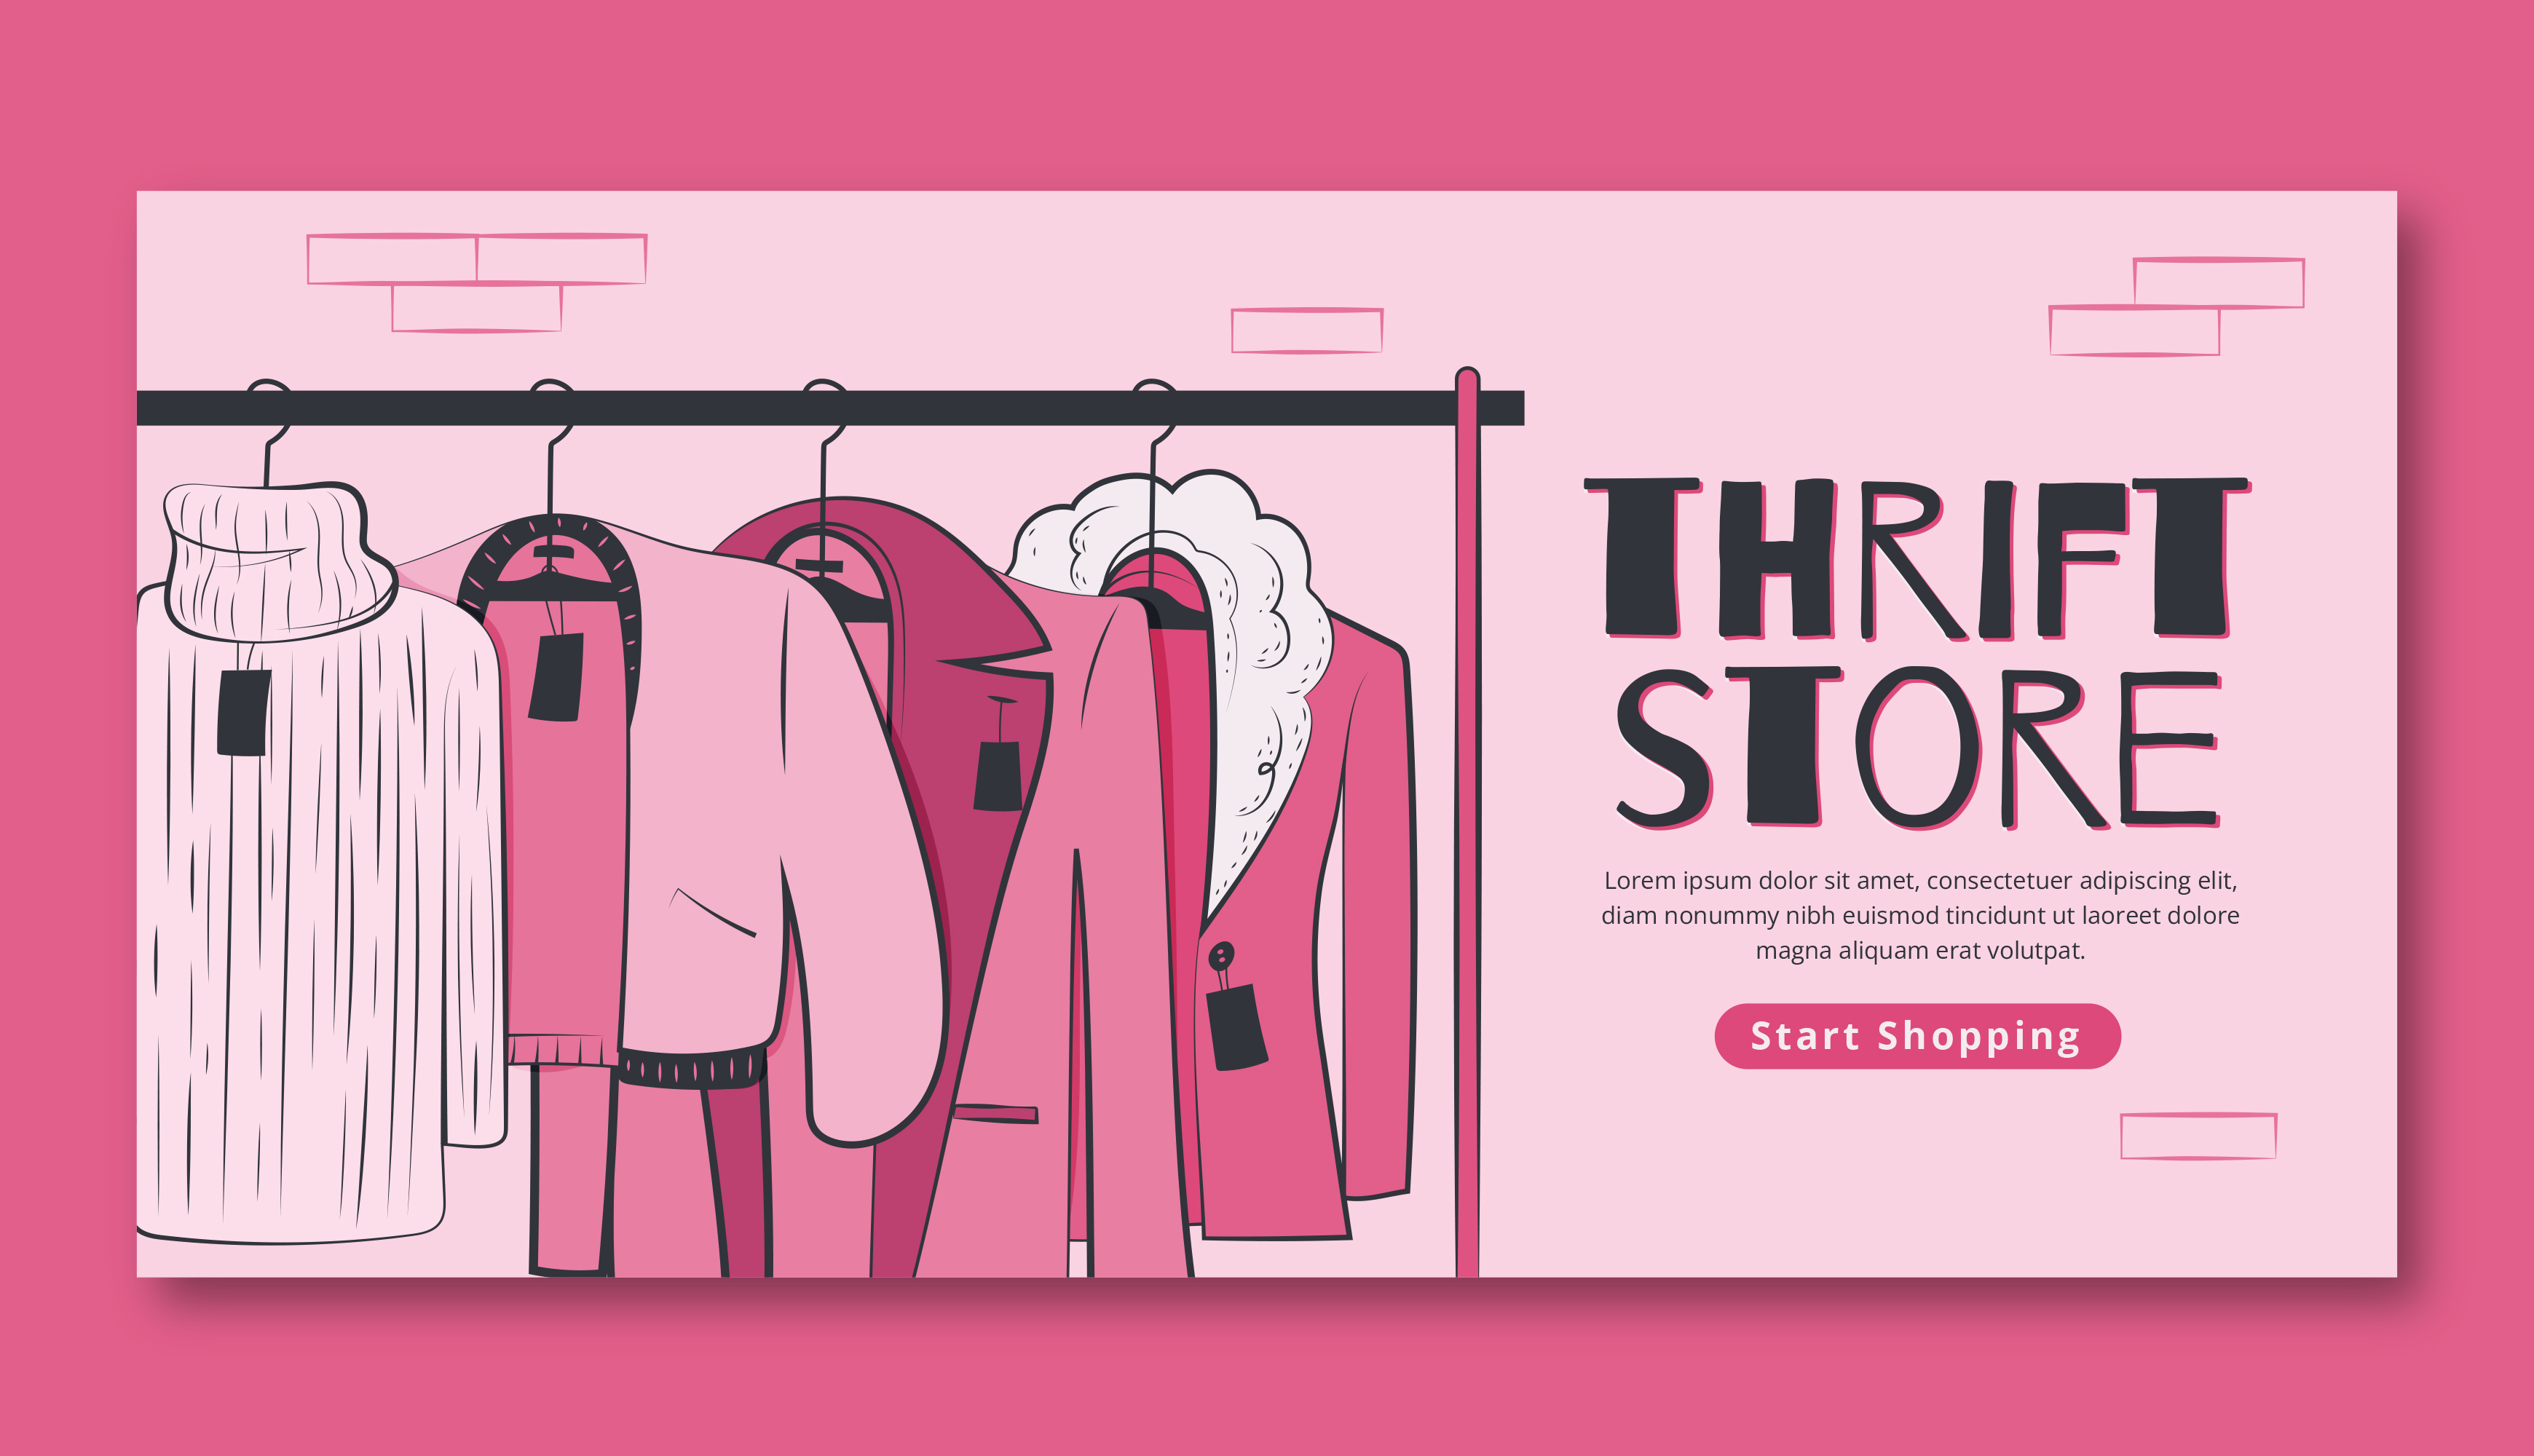 THRIFT
STORE
Lorem ipsum dolor sit amet, consectetuer adipiscing elit,
diam nonummy nibh euismod tincidunt ut laoreet dolore
magna aliquam erat volutpat.
Start Shopping